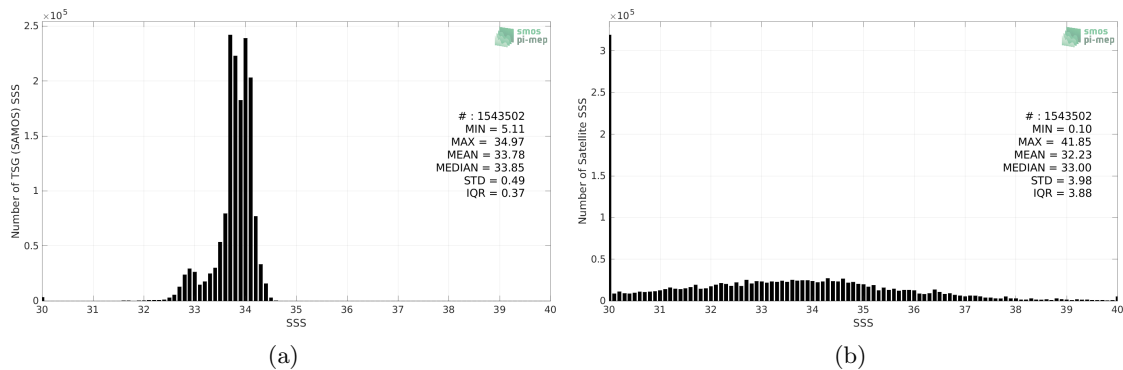 ×10⁵
2.5
2
1.5
1
0.5
0
Number of TSG (SAMOS) SSS
30 31 32 33 34 35 36 37 38 39 40
SSS
smos
pi-mep
# : 1543502
MIN = 5.11
MAX = 34.97
MEAN = 33.78
MEDIAN = 33.85
STD = 0.49
IQR = 0.37
(a)
×10⁵
3
2.5
2
1.5
1
0.5
0
Number of Satellite SSS
30 31 32 33 34 35 36 37 38 39 40
SSS
smos
pi-mep
# : 1543502
MIN = 0.10
MAX = 41.85
MEAN = 32.23
MEDIAN = 33.00
STD = 3.98
IQR = 3.88
(b)